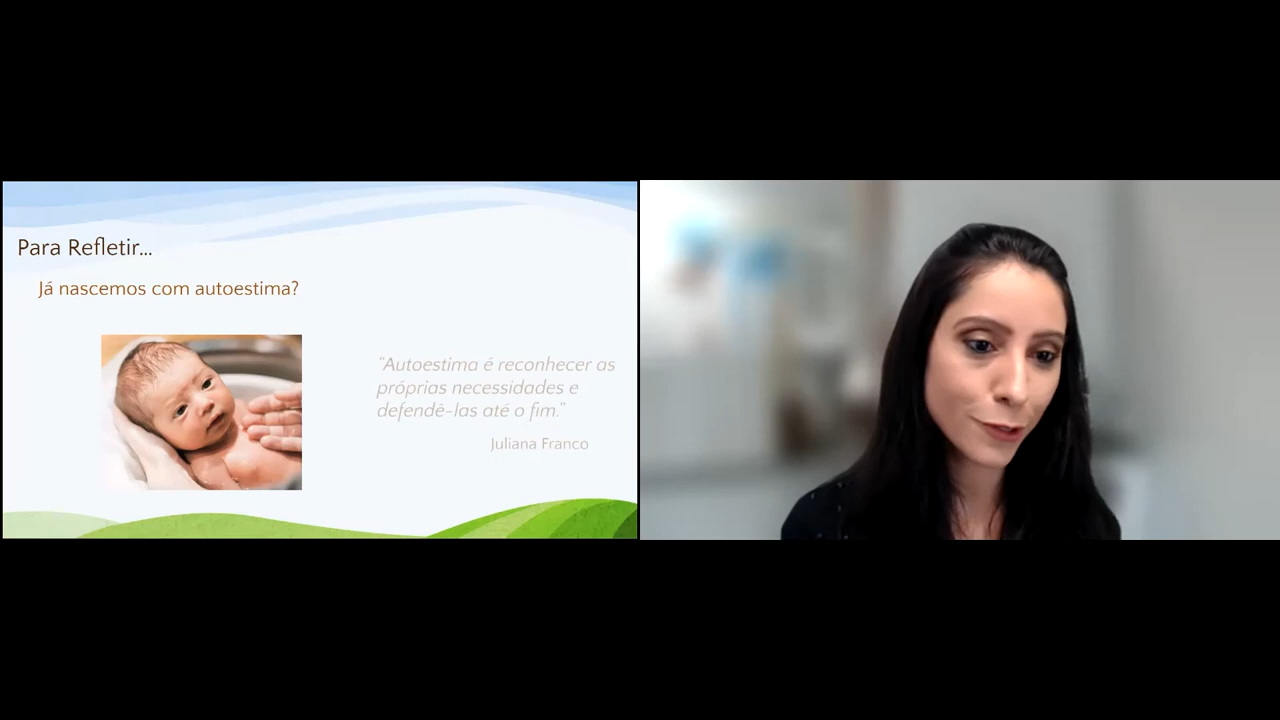 Para Refletir...
Já nascemos com autoestima?
“Autoestima é reconhecer as
próprias necessidades e
defendê-las até o fim.”
Juliana Franco